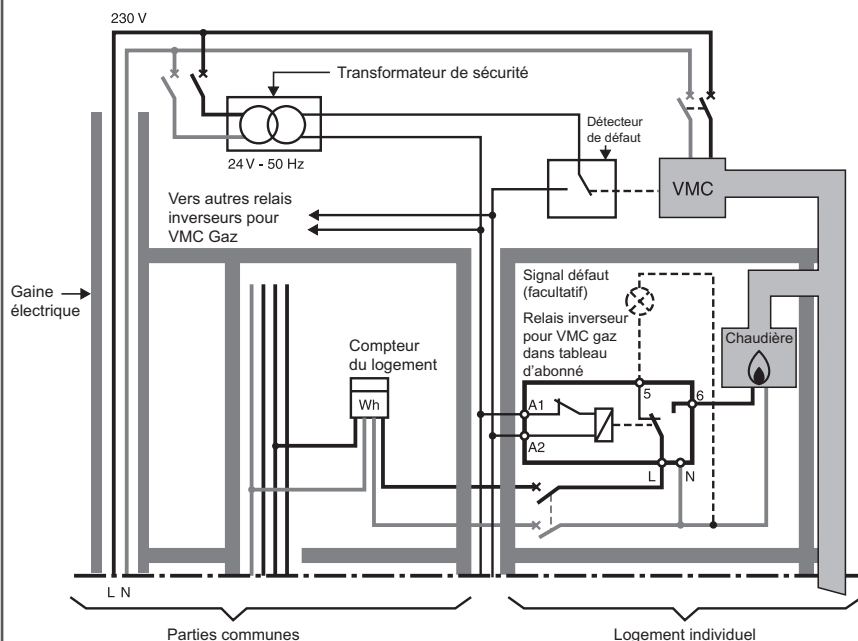 230 V
Transformateur de sécurité
Détecteur
de défaut
24 V - 50 Hz
VMC
Vers autres relais
inverseurs pour
VMC Gaz
Gaine
électrique
Signal défaut
(facultatif)
Relais inverseur
pour VMC gaz
dans tableau
d'abonné
Chaudière
Compteur
du logement
Wh
5
6
A1
A2
L
N
L N
Parties communes
Logement individuel